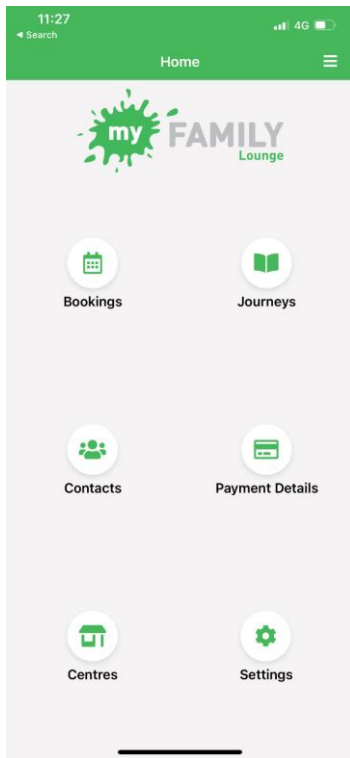 11:27
4G
◀ Search
Home
my FAMILY
Lounge
Bookings
Journeys
Contacts
Payment Details
Centres
Settings